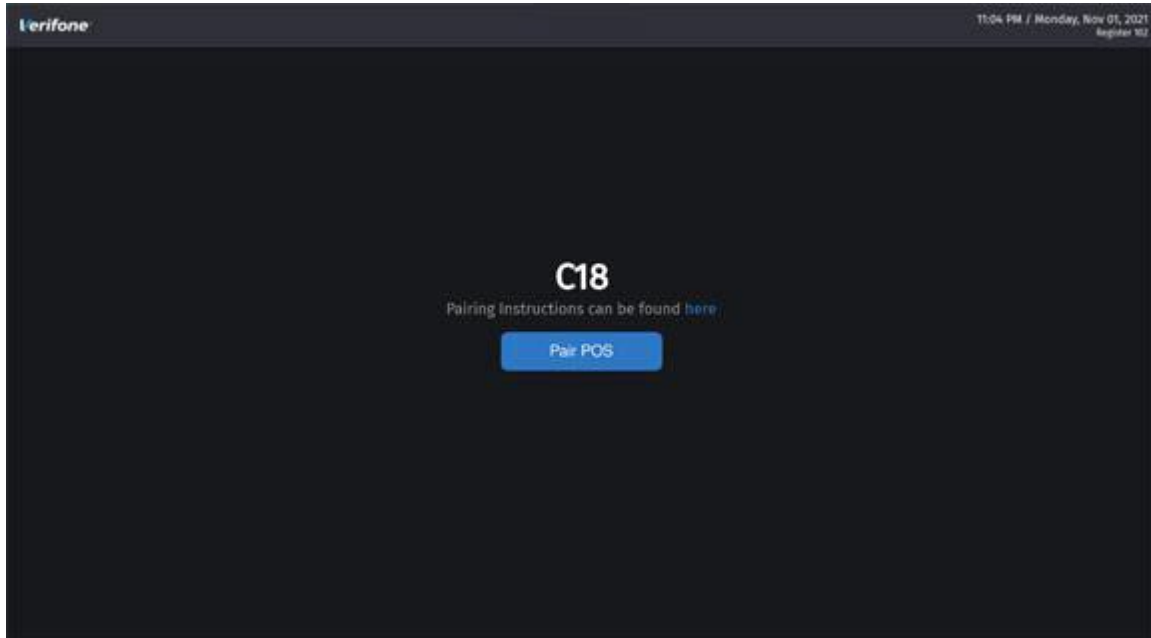 Verifone
11:04 PM / Monday, Nov 01, 2021
Register 102
C18
Pairing Instructions can be found here
Pair POS